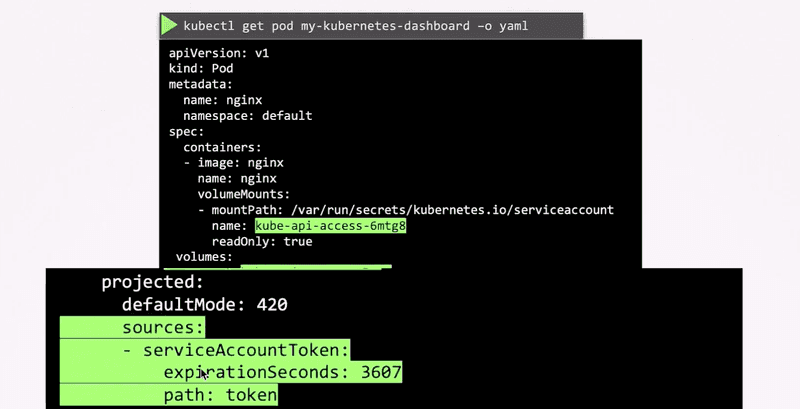 kubectl get pod my-kubernetes-dashboard –o yaml
apiVersion: v1
kind: Pod
metadata:
  name: nginx
  namespace: default
spec:
  containers:
  - image: nginx
    name: nginx
    volumeMounts:
    - mountPath: /var/run/secrets/kubernetes.io/serviceaccount
      name: kube-api-access-6mtg8
      readOnly: true
 volumes:
    projected:
      defaultMode: 420
      sources:
      - serviceAccountToken:
          expirationSeconds: 3607
          path: token